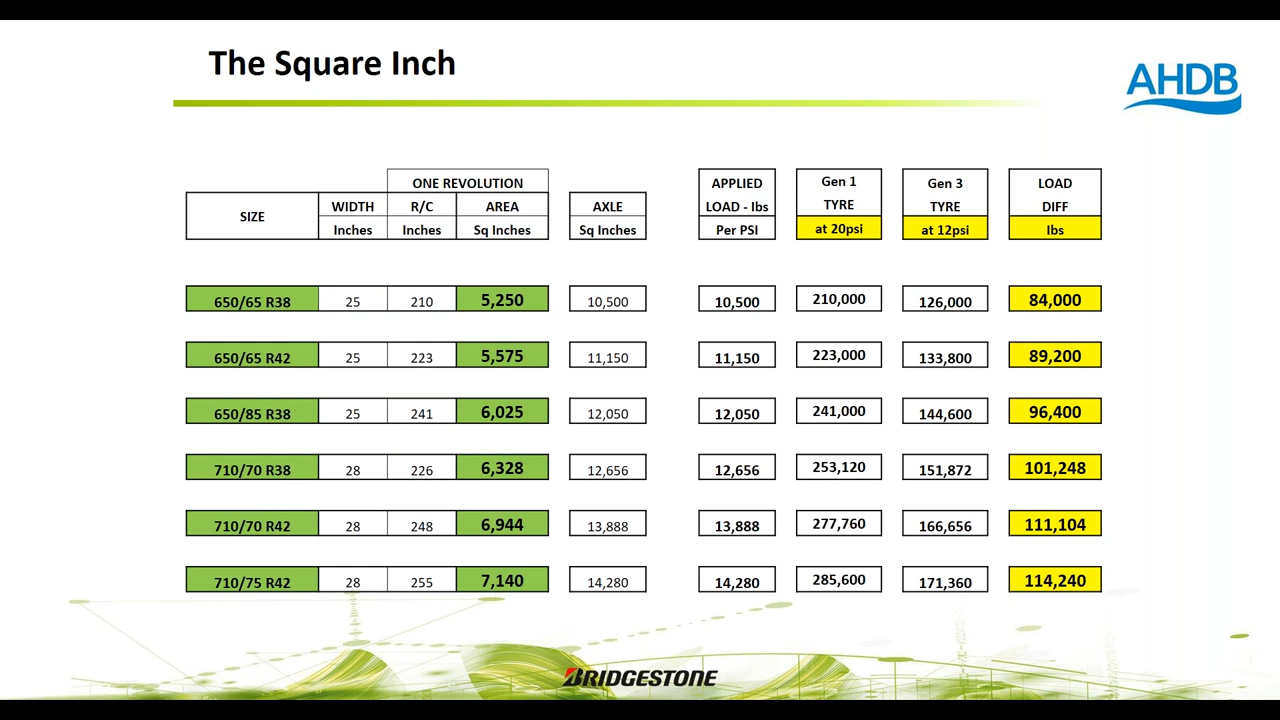 The Square Inch
AHDB
ONE REVOLUTION
APPLIED
Gen 1
Gen 3
LOAD
SIZE
WIDTH
R/C
AREA
AXLE
LOAD - lbs
TYRE
TYRE
DIFF
Inches
Inches
Sq Inches
Sq Inches
Per PSI
at 20psi
at 12psi
lbs
650/65 R38 25 210 5,250 10,500 10,500 210,000 126,000 84,000
650/65 R42 25 223 5,575 11,150 11,150 223,000 133,800 89,200
650/85 R38 25 241 6,025 12,050 12,050 241,000 144,600 96,400
710/70 R38 28 226 6,328 12,656 12,656 253,120 151,872 101,248
710/70 R42 28 248 6,944 13,888 13,888 277,760 166,656 111,104
710/75 R42 28 255 7,140 14,280 14,280 285,600 171,360 114,240
BRIDGESTONE